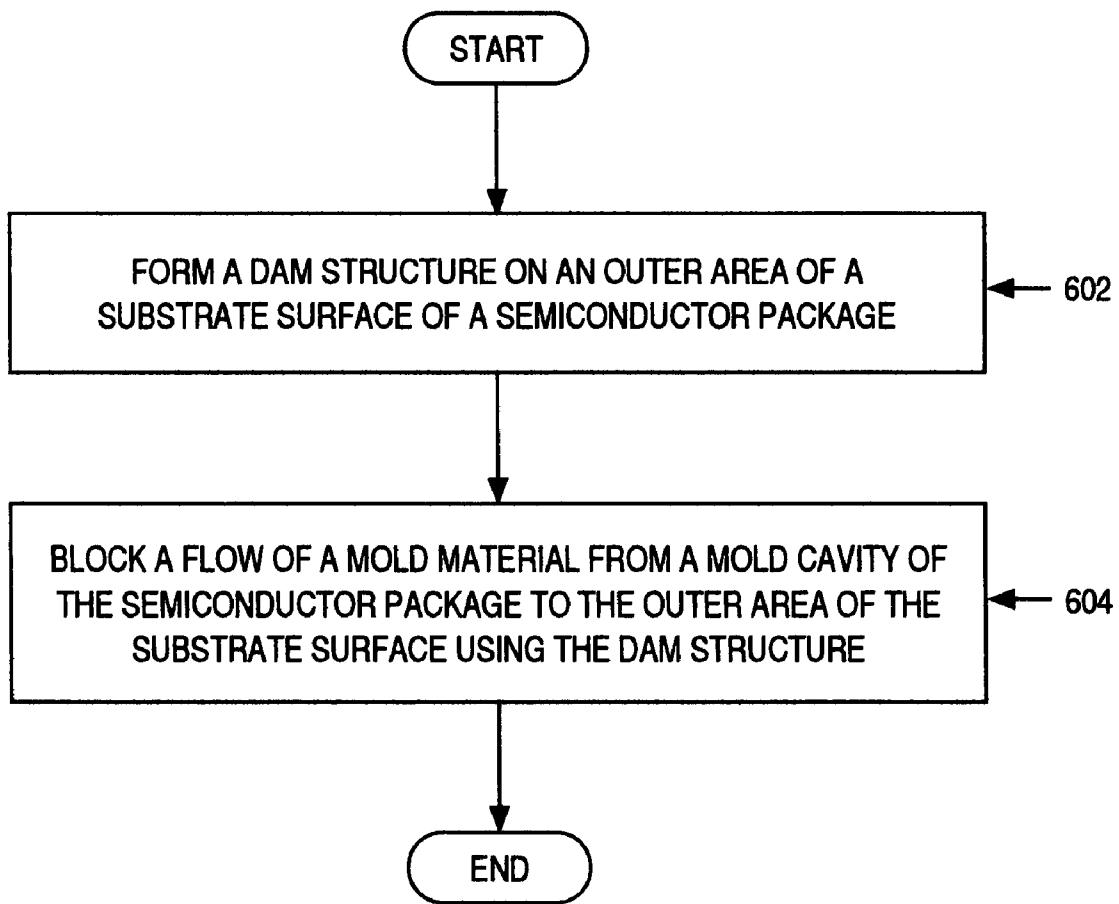 START
FORM A DAM STRUCTURE ON AN OUTER AREA OF A
SUBSTRATE SURFACE OF A SEMICONDUCTOR PACKAGE
602
BLOCK A FLOW OF A MOLD MATERIAL FROM A MOLD CAVITY OF
THE SEMICONDUCTOR PACKAGE TO THE OUTER AREA OF THE
SUBSTRATE SURFACE USING THE DAM STRUCTURE
604
END